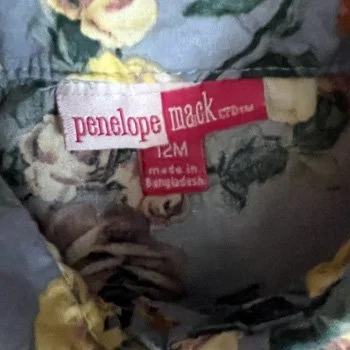 penelope mack
12M
made in
Bangladesh